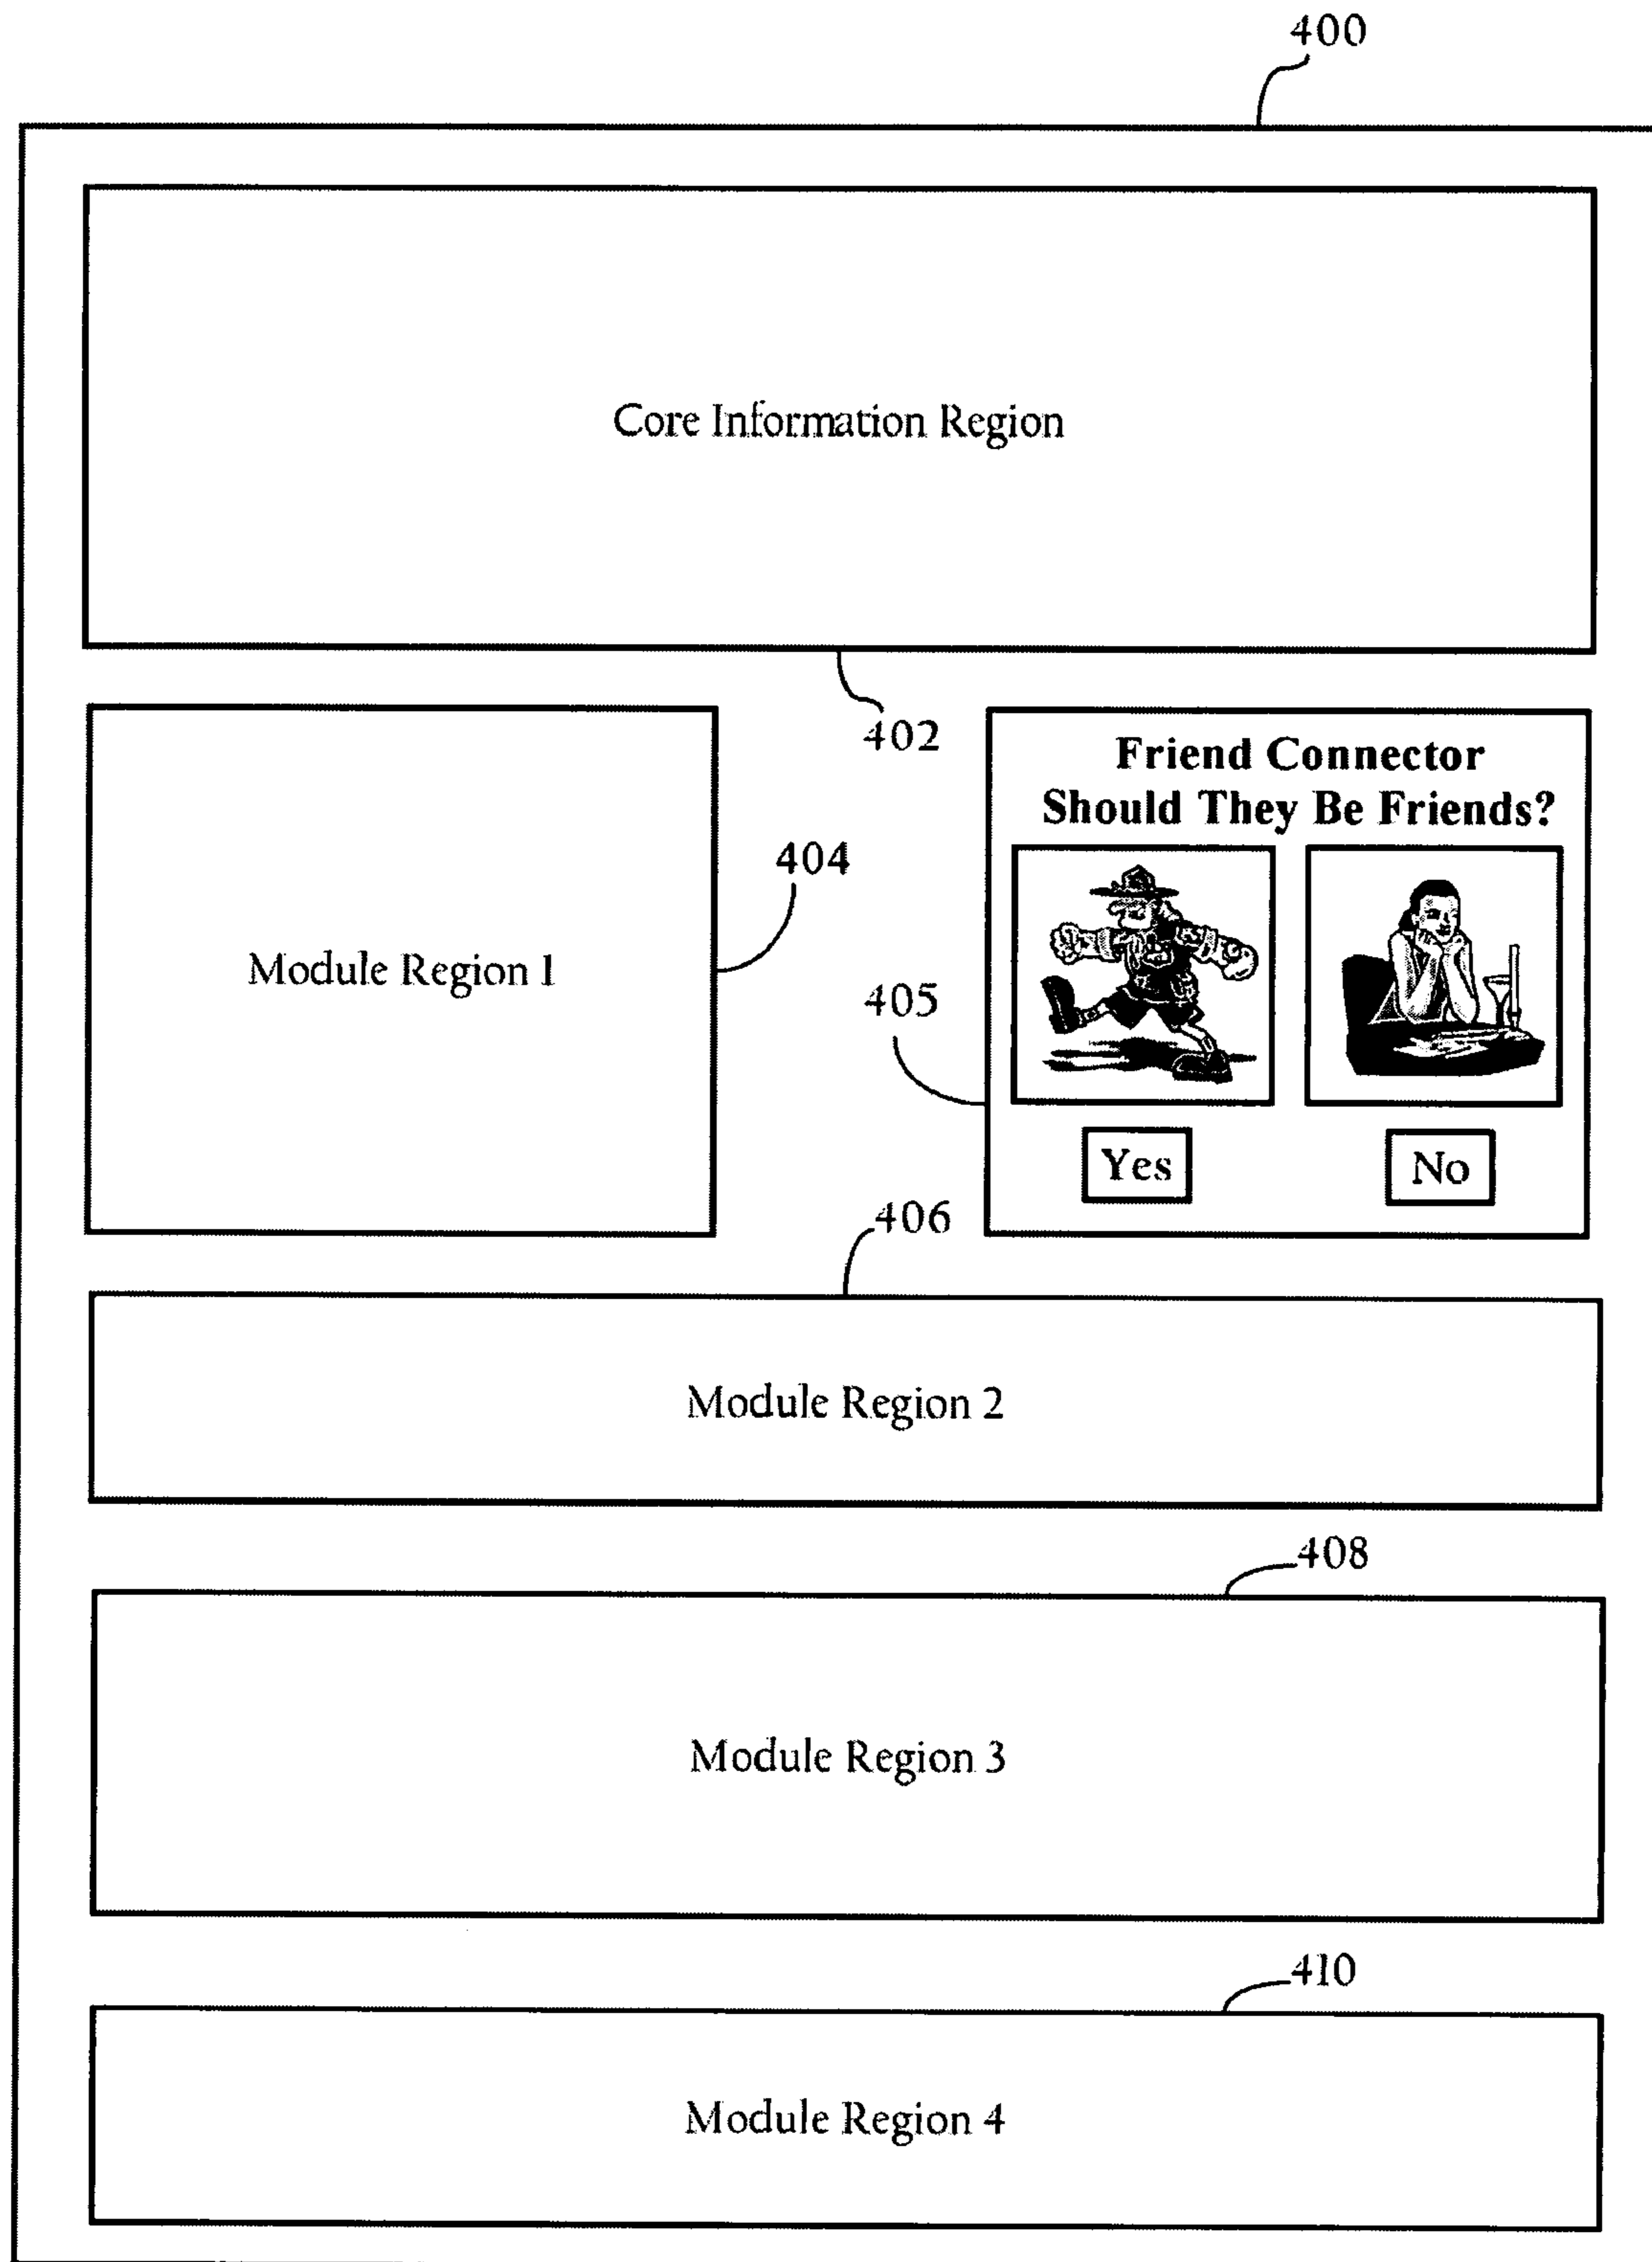 400
Core Information Region
402
Friend Connector
Should They Be Friends?
404
Module Region 1
405
Yes
No
406
Module Region 2
408
Module Region 3
410
Module Region 4